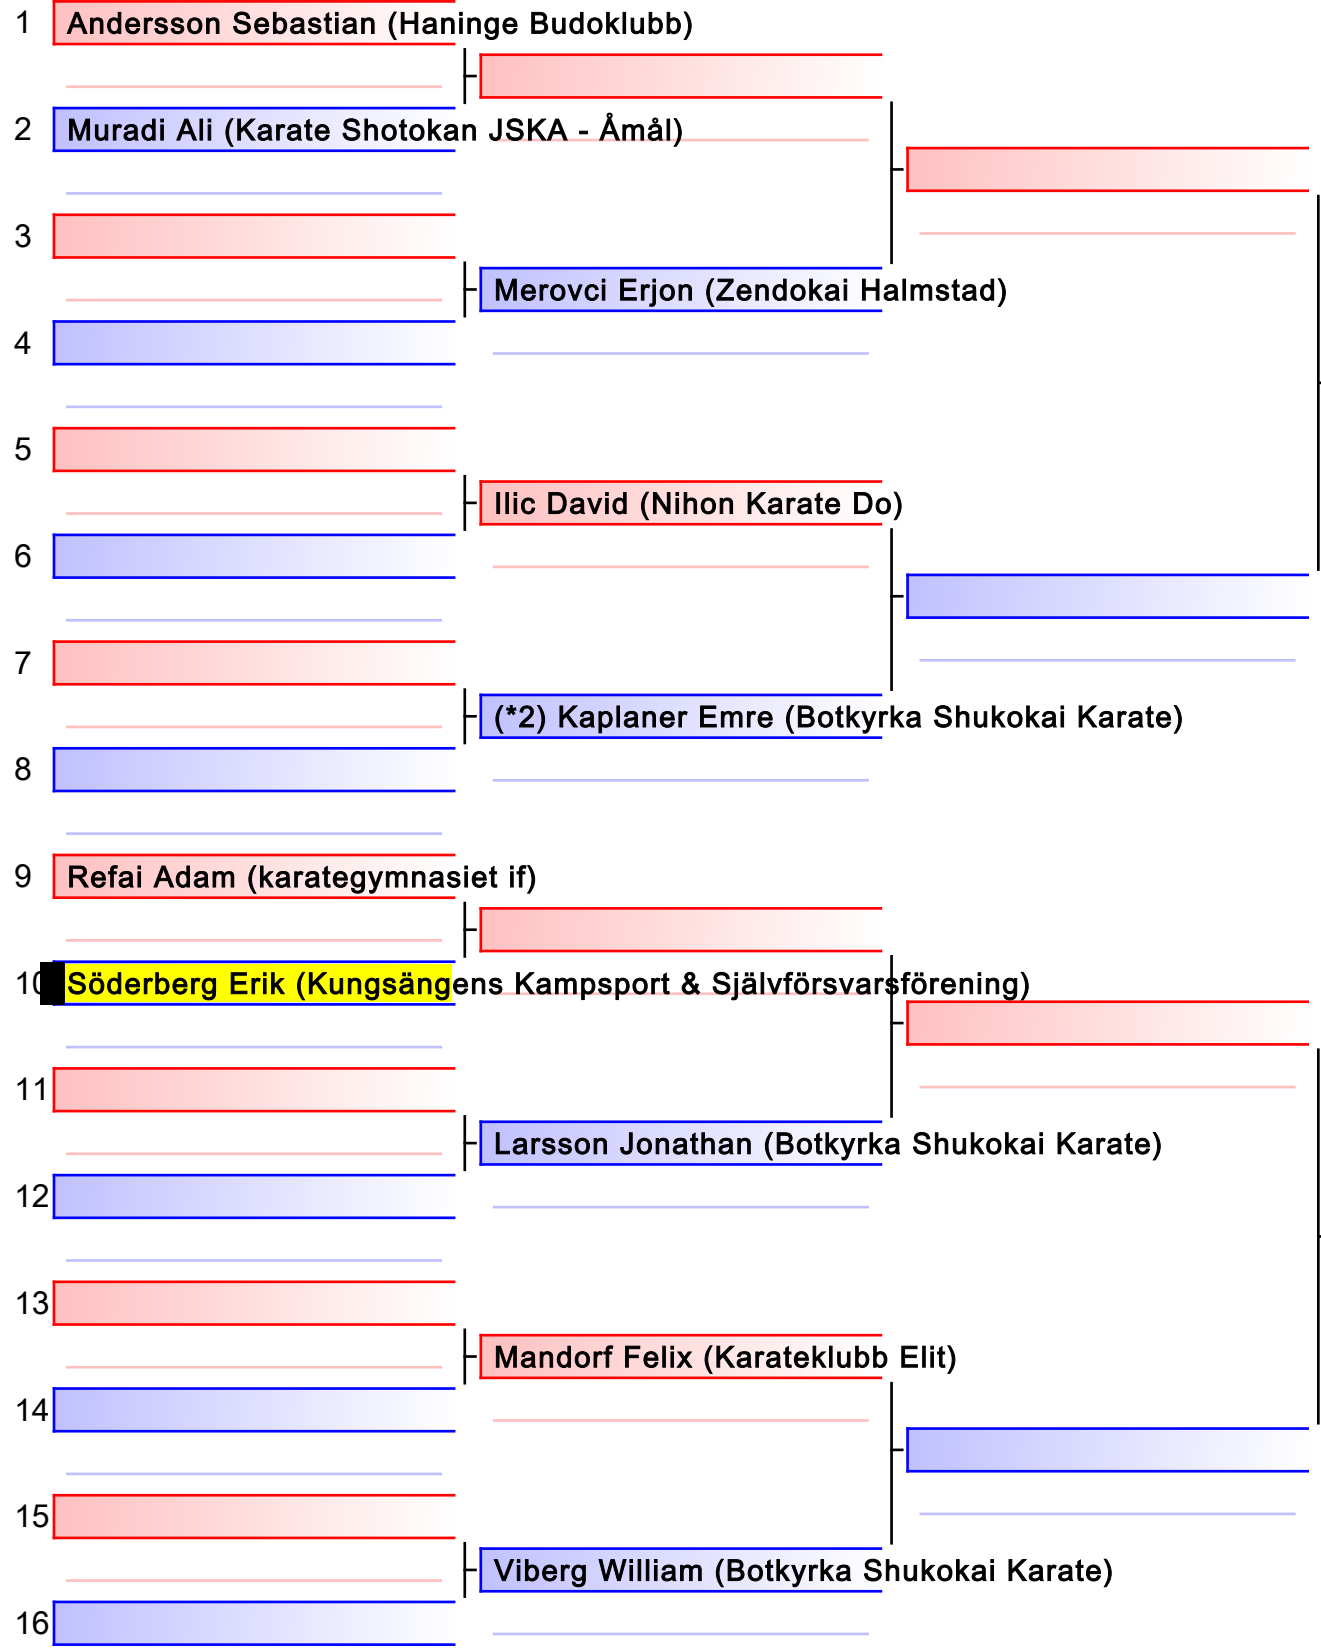 1 Andersson Sebastian (Haninge Budoklubb)
2 Muradi Ali (Karate Shotokan JSKA - Åmål)
3
Merovci Erjon (Zendokai Halmstad)
4
5
Ilic David (Nihon Karate Do)
6
7
(*2) Kaplaner Emre (Botkyrka Shukokai Karate)
8
9 Refai Adam (karategymnasiet if)
10 Söderberg Erik (Kungsängens Kampsport & Självförsvarsförening)
11
Larsson Jonathan (Botkyrka Shukokai Karate)
12
13
Mandorf Felix (Karateklubb Elit)
14
15
Viberg William (Botkyrka Shukokai Karate)
16